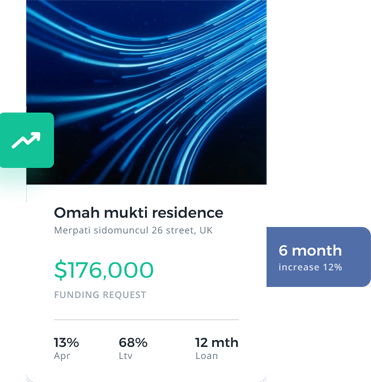 Omah mukti residence
Merpati sidomuncul 26 street, UK
$176,000
FUNDING REQUEST
13%
Apr
68%
Ltv
12 mth
Loan
6 month
increase 12%